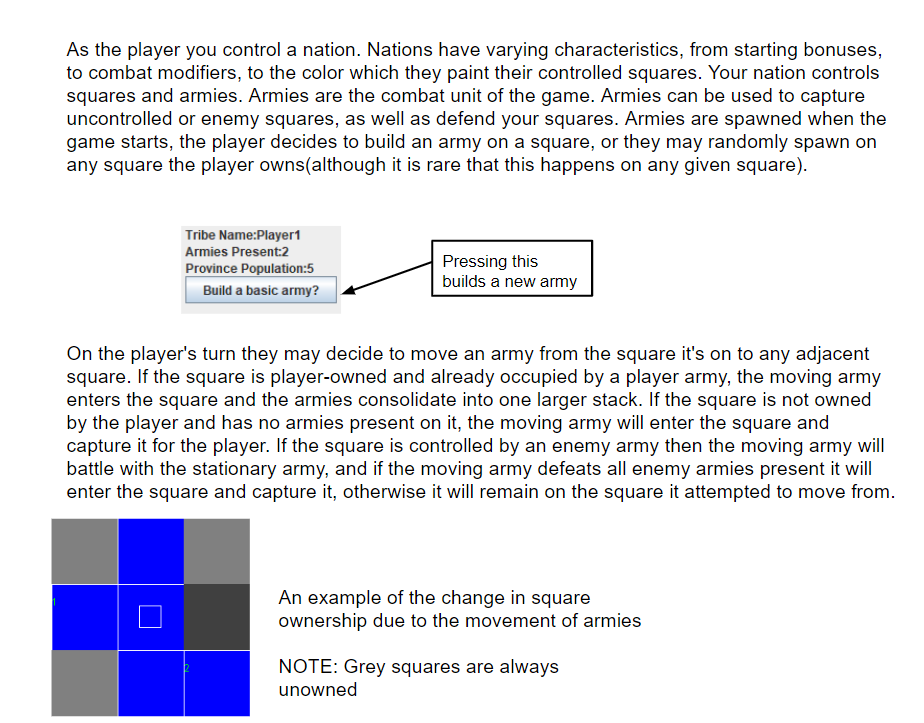 As the player you control a nation. Nations have varying characteristics, from starting bonuses,
to combat modifiers, to the color which they paint their controlled squares. Your nation controls
squares and armies. Armies are the combat unit of the game. Armies can be used to capture
uncontrolled or enemy squares, as well as defend your squares. Armies are spawned when the
game starts, the player decides to build an army on a square, or they may randomly spawn on
any square the player owns(although it is rare that this happens on any given square).
Tribe Name:Player1
Armies Present:2
Province Population:5
Build a basic army?
Pressing this
builds a new army
On the player's turn they may decide to move an army from the square it's on to any adjacent
square. If the square is player-owned and already occupied by a player army, the moving army
enters the square and the armies consolidate into one larger stack. If the square is not owned
by the player and has no armies present on it, the moving army will enter the square and
capture it for the player. If the square is controlled by an enemy army then the moving army will
battle with the stationary army, and if the moving army defeats all enemy armies present it will
enter the square and capture it, otherwise it will remain on the square it attempted to move from.
1
2
An example of the change in square
ownership due to the movement of armies
NOTE: Grey squares are always
unowned